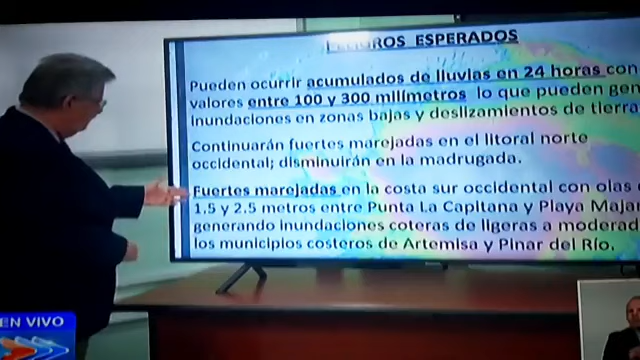 PELIGROS ESPERADOS
Pueden ocurrir acumulados de lluvias en 24 horas con
valores entre 100 y 300 milímetros lo que pueden gen
inundaciones en zonas bajas y deslizamientos de tierra
Continuarán fuertes marejadas en el litoral norte
occidental; disminuirán en la madrugada.
Fuertes marejadas en la costa sur occidental con olas
1.5 y 2.5 metros entre Punta La Capitana y Playa Majan
generando inundaciones coteras de ligeras a moderad
los municipios costeros de Artemisa y Pinar del Río.
EN VIVO